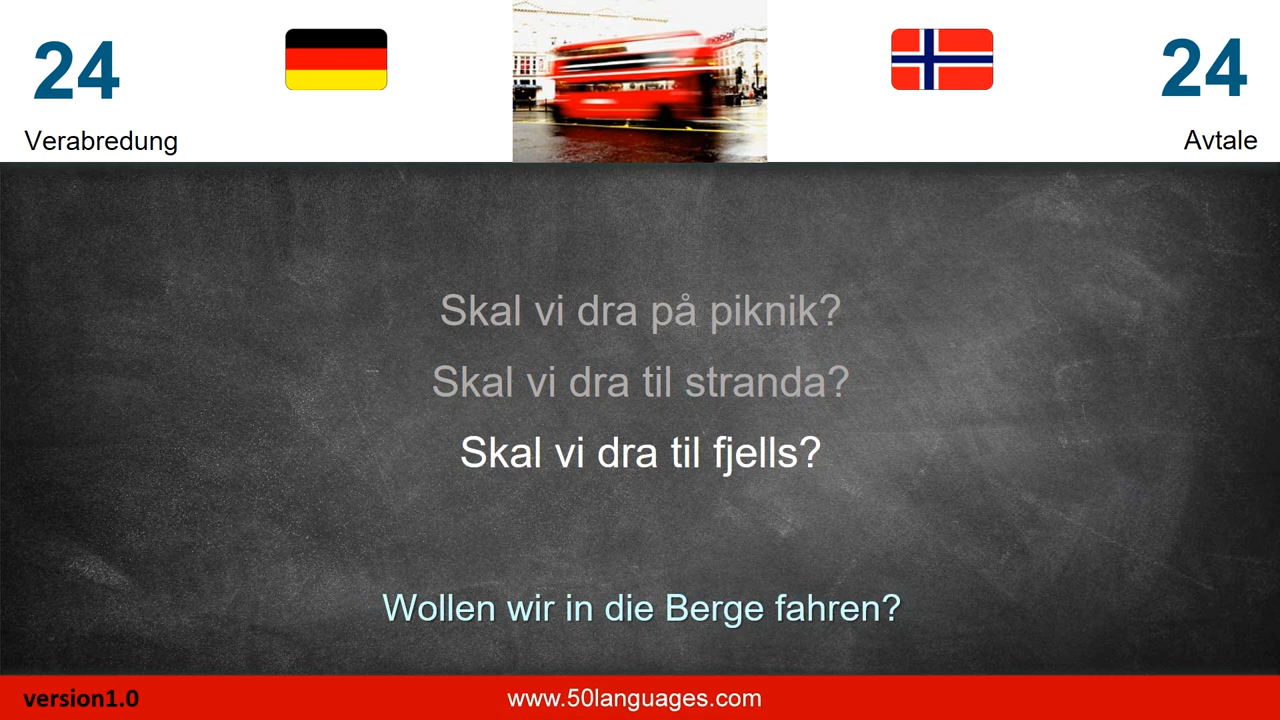 24
24
Verabredung
Avtale
Skal vi dra på piknik?
Skal vi dra til stranda?
Skal vi dra til fjells?
Wollen wir in die Berge fahren?
version1.0
www.50languages.com